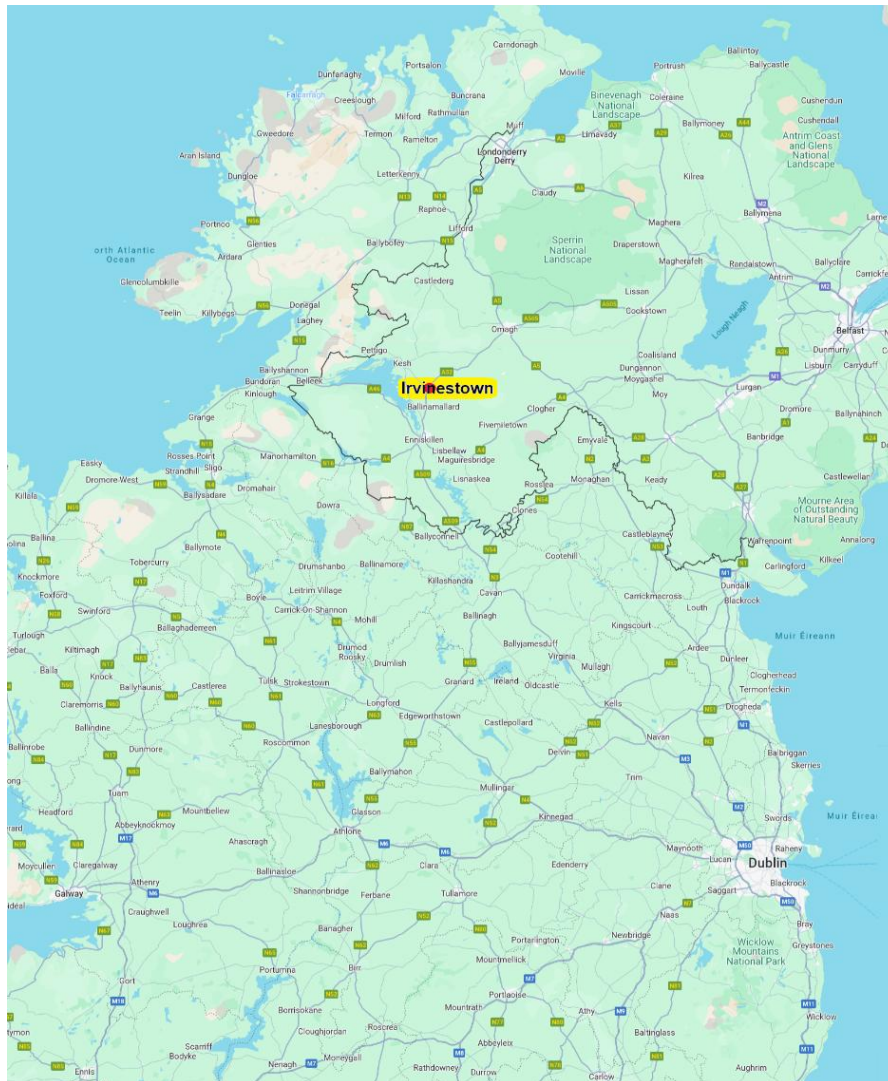 Carndonagh
Ballintoy
Portsalon
Moville
Portrush
Ballycastle
Dunfanaghy
Buncrana
Binevenagh
National
Landscape
Coleraine
Cushendun
Creeslough
Milford
Rathmullan
Ballymoney
Cushendall
Gweedore
Termon
Ramelton
Muff
Limavady
Antrim Coast
and Glens
National
Landscape
Aran Island
Londonderry
Derry
Dungloe
Letterkenny
Claudy
Kilrea
Raphoe
Portnoo
Lifford
Maghera
Ballymena
Larne
Glenties
Ballybofey
Sperrin
National
Landscape
Draperstown
Ardara
orth Atlantic
Ocean
Magherafelt
Randalstown
Ballyclare
Antrim
Carrickfe
Glencolumbkille
Castlederg
Lissan
Teelin
Killybegs
Donegal
Cookstown
Lough Neagh
Laghey
Omagh
Belfast
Pettigo
Kesh
Coalisland
Dunmurry
Ballyshannon
Dungannon
Lisburn
Carryduff
Bundoran
Belleek
Moygashel
Kinlough
Irvinestown
Moy
Lurgan
Ballinamallard
Clogher
Dromore
Grange
Fivemiletown
Ballynahinch
Enniskillen
Emyvale
Banbridge
Rosses Point
Lisbellaw
Easky
Strandhill
Sligo
Manorhamilton
Maguiresbridge
Keady
Castlewellan
Dromore West
Lisnaskea
Rosslea
Monaghan
Killala
Ballysadare
Dromahair
Mourne Area
of Outstanding
Natural Beauty
Dowra
Clones
Ballina
Ballymote
Ballyconnell
Castleblayney
Warrenpoint
Annalong
Cootehill
Carlingford
Kilkeel
Tobercurry
Drumshanbo
Ballinamore
Knockmore
Killashandra
Dundalk
Foxford
Boyle
Leitrim Village
Cavan
Blackrock
Carrick-On-Shannon
Carrickmacross
Louth
Swinford
Mohill
Ballinagh
Turlough
Ballaghaderreen
Kingscourt
Muir Éireann
Kiltimagh
Drumod
Roosky
Ballyjamesduff
Ardee
Balla
Knock
Drumlish
Virginia
Dunleer
Ballyhaunis
Castlerea
Tulsk
Strokestown
Granard
Ireland
Oldcastle
Mullagh
Clogherhead
Termonfeckin
Claremorris
Longford
Kells
Drogheda
Ballindine
Lanesborough
Edgeworthstown
Castlepollard
Ballinrobe
Dunmore
Roscommon
Delvin
Navan
Balbriggan
Ballymahon
Skerries
Tuam
Mullingar
Trim
Headford
Mountbellew
Glasson
Kinnegad
Swords
Muir Éirea
Abbeyknockmoy
Athlone
Ahascragh
Maynooth
Raheny
Moycullen
Claregalway
Ballinasloe
Clara
Edenderry
Lucan
Dublin
Athenry
Shannonbridge
Ferbane
Tullamore
Clane
Saggart
Blackrock
Galway
Craughwell
Loughrea
Banagher
Naas
Bray
Portarlington
Newbridge
Greystones
Portumna
Birr
Mountmellick
Wicklow
Mountains
National Park
Gort
Portlaoise
Borrisokane
Mountrath
Athy
Wicklow
Cloughjordan
Roscrea
Baltinglass
Scarriff
Bodyke
Abbeyleix
Ennis
Nenagh
Moneygall
Rathdowney
Durrow
Carlow
Aughrim